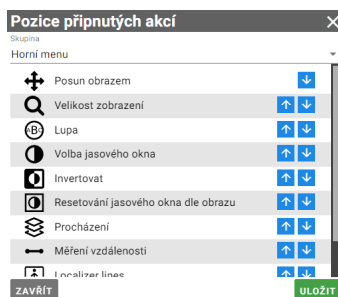 Pozice připnutých akcí
Skupina
Horní menu
Posun obrazem
Velikost zobrazení
ABC Lupa
Volba jasového okna
Invertovat
Resetování jasového okna dle obrazu
Procházení
Měření vzdálenosti
Localizer lines
ZAVŘÍT
ULOŽIT